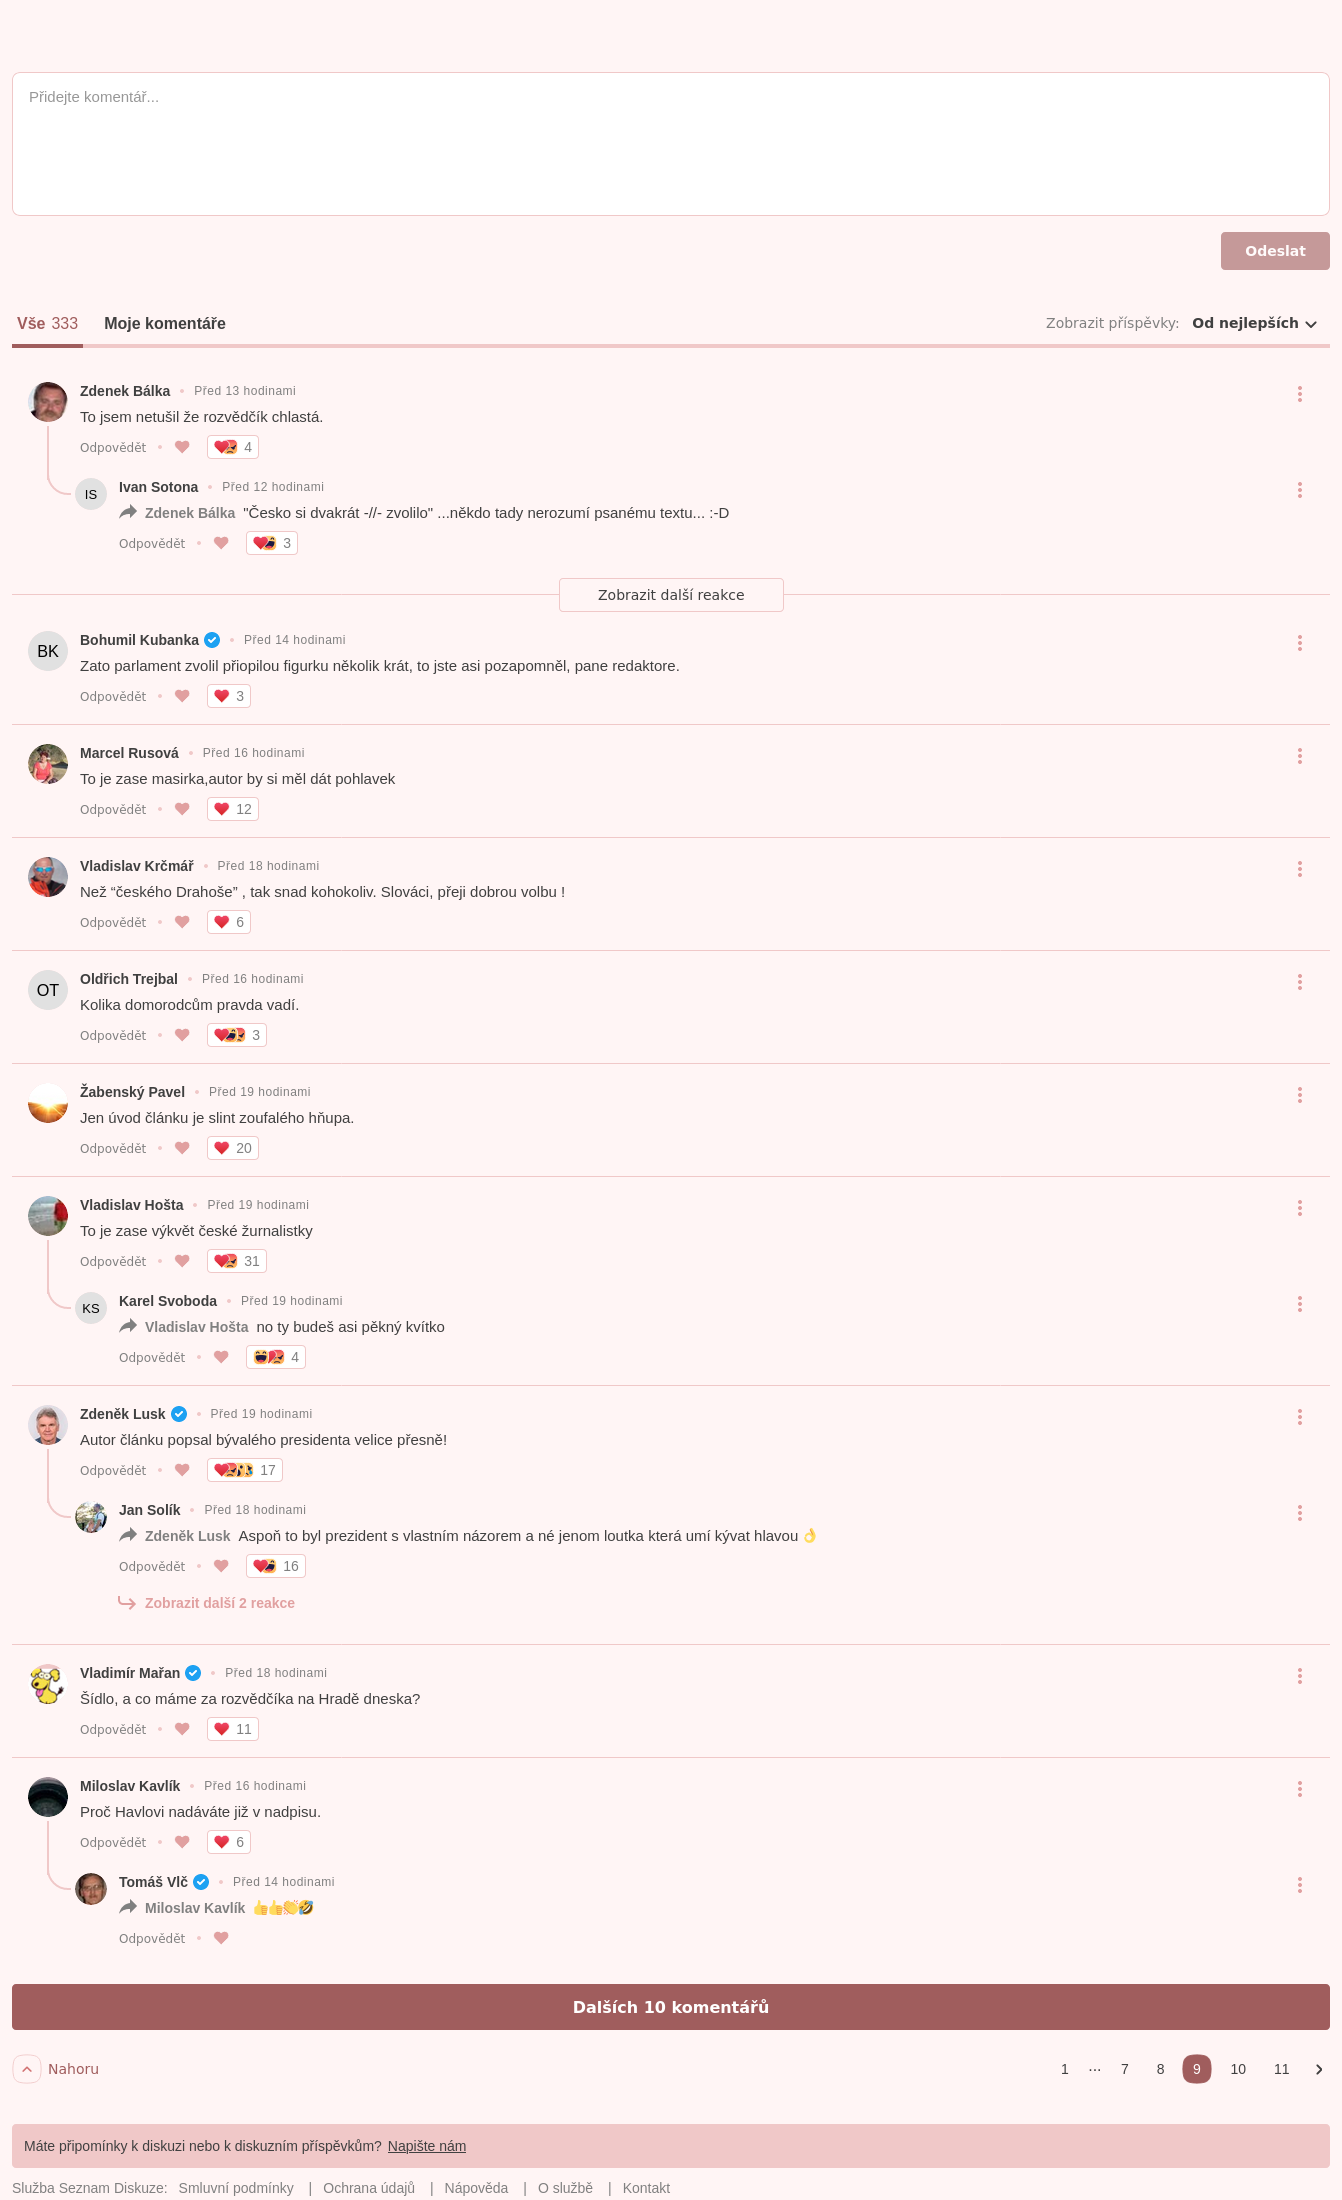 Přidejte komentář...
Odeslat
Vše 333 Moje komentáře Zobrazit příspěvky: Od nejlepších
Zdenek Bálka • Před 13 hodinami
To jsem netušil že rozvědčík chlastá.
Odpovědět • 4
IS Ivan Sotona • Před 12 hodinami
Zdenek Bálka "Česko si dvakrát -//- zvolilo" ...někdo tady nerozumí psanému textu... :-D
Odpovědět • 3
Zobrazit další reakce
BK Bohumil Kubanka • Před 14 hodinami
Zato parlament zvolil přiopilou figurku několik krát, to jste asi pozapomněl, pane redaktore.
Odpovědět • 3
Marcel Rusová • Před 16 hodinami
To je zase masirka,autor by si měl dát pohlavek
Odpovědět • 12
Vladislav Krčmář • Před 18 hodinami
Než “českého Drahoše” , tak snad kohokoliv. Slováci, přeji dobrou volbu !
Odpovědět • 6
OT Oldřich Trejbal • Před 16 hodinami
Kolika domorodcům pravda vadí.
Odpovědět • 3
Žabenský Pavel • Před 19 hodinami
Jen úvod článku je slint zoufalého hňupa.
Odpovědět • 20
Vladislav Hošta • Před 19 hodinami
To je zase výkvět české žurnalistky
Odpovědět • 31
KS Karel Svoboda • Před 19 hodinami
Vladislav Hošta no ty budeš asi pěkný kvítko
Odpovědět • 4
Zdeněk Lusk • Před 19 hodinami
Autor článku popsal bývalého presidenta velice přesně!
Odpovědět • 17
Jan Solík • Před 18 hodinami
Zdeněk Lusk Aspoň to byl prezident s vlastním názorem a né jenom loutka která umí kývat hlavou 👌
Odpovědět • 16
Zobrazit další 2 reakce
Vladimír Mařan • Před 18 hodinami
Šídlo, a co máme za rozvědčíka na Hradě dneska?
Odpovědět • 11
Miloslav Kavlík • Před 16 hodinami
Proč Havlovi nadáváte již v nadpisu.
Odpovědět • 6
Tomáš Vlč • Před 14 hodinami
Miloslav Kavlík 👍👍👏🤣
Odpovědět •
Dalších 10 komentářů
Nahoru 1 ··· 7 8 9 10 11
Máte připomínky k diskuzi nebo k diskuzním příspěvkům? Napište nám
Služba Seznam Diskuze: Smluvní podmínky | Ochrana údajů | Nápověda | O službě | Kontakt